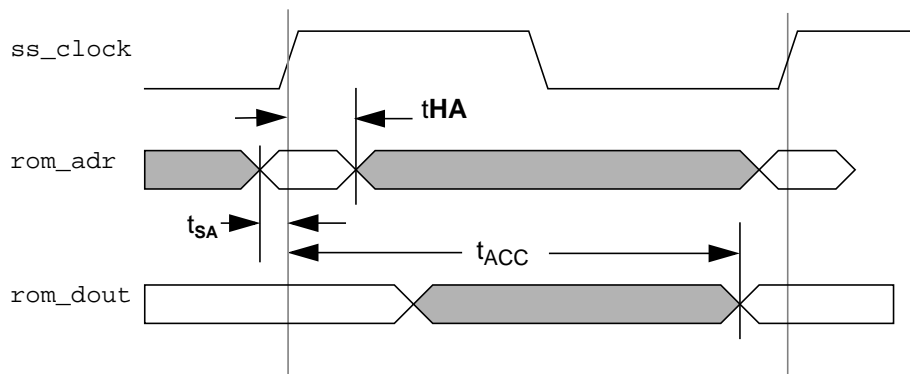 ss_clock
tHA
rom_adr
tSA
tACC
rom_dout